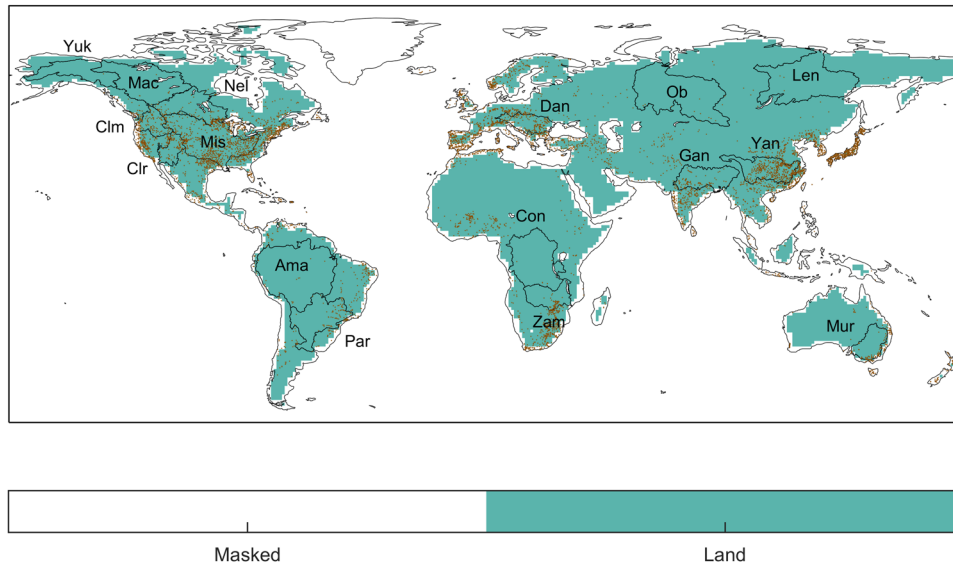 Yuk
Mac
Nel
Len
Ob
Dan
Clm
Mis
Yan
Clr
Gan
Con
Ama
Zam
Mur
Par
Masked
Land